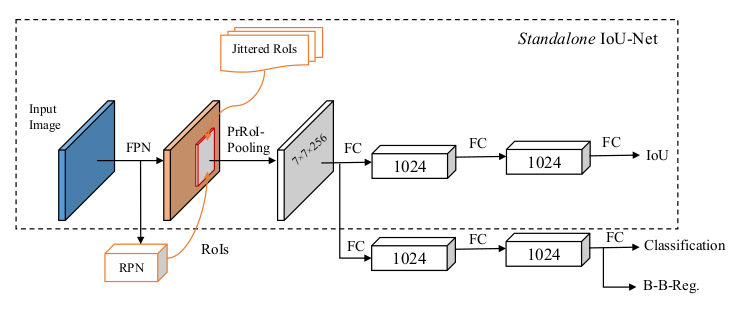 Jittered RoIs
Standalone IoU-Net
Input
Image
FPN
PrRoI-
Pooling
7×7×256
FC
1024
FC
1024
FC
IoU
RPN
RoIs
FC
1024
FC
1024
FC
Classification
B-B-Reg.